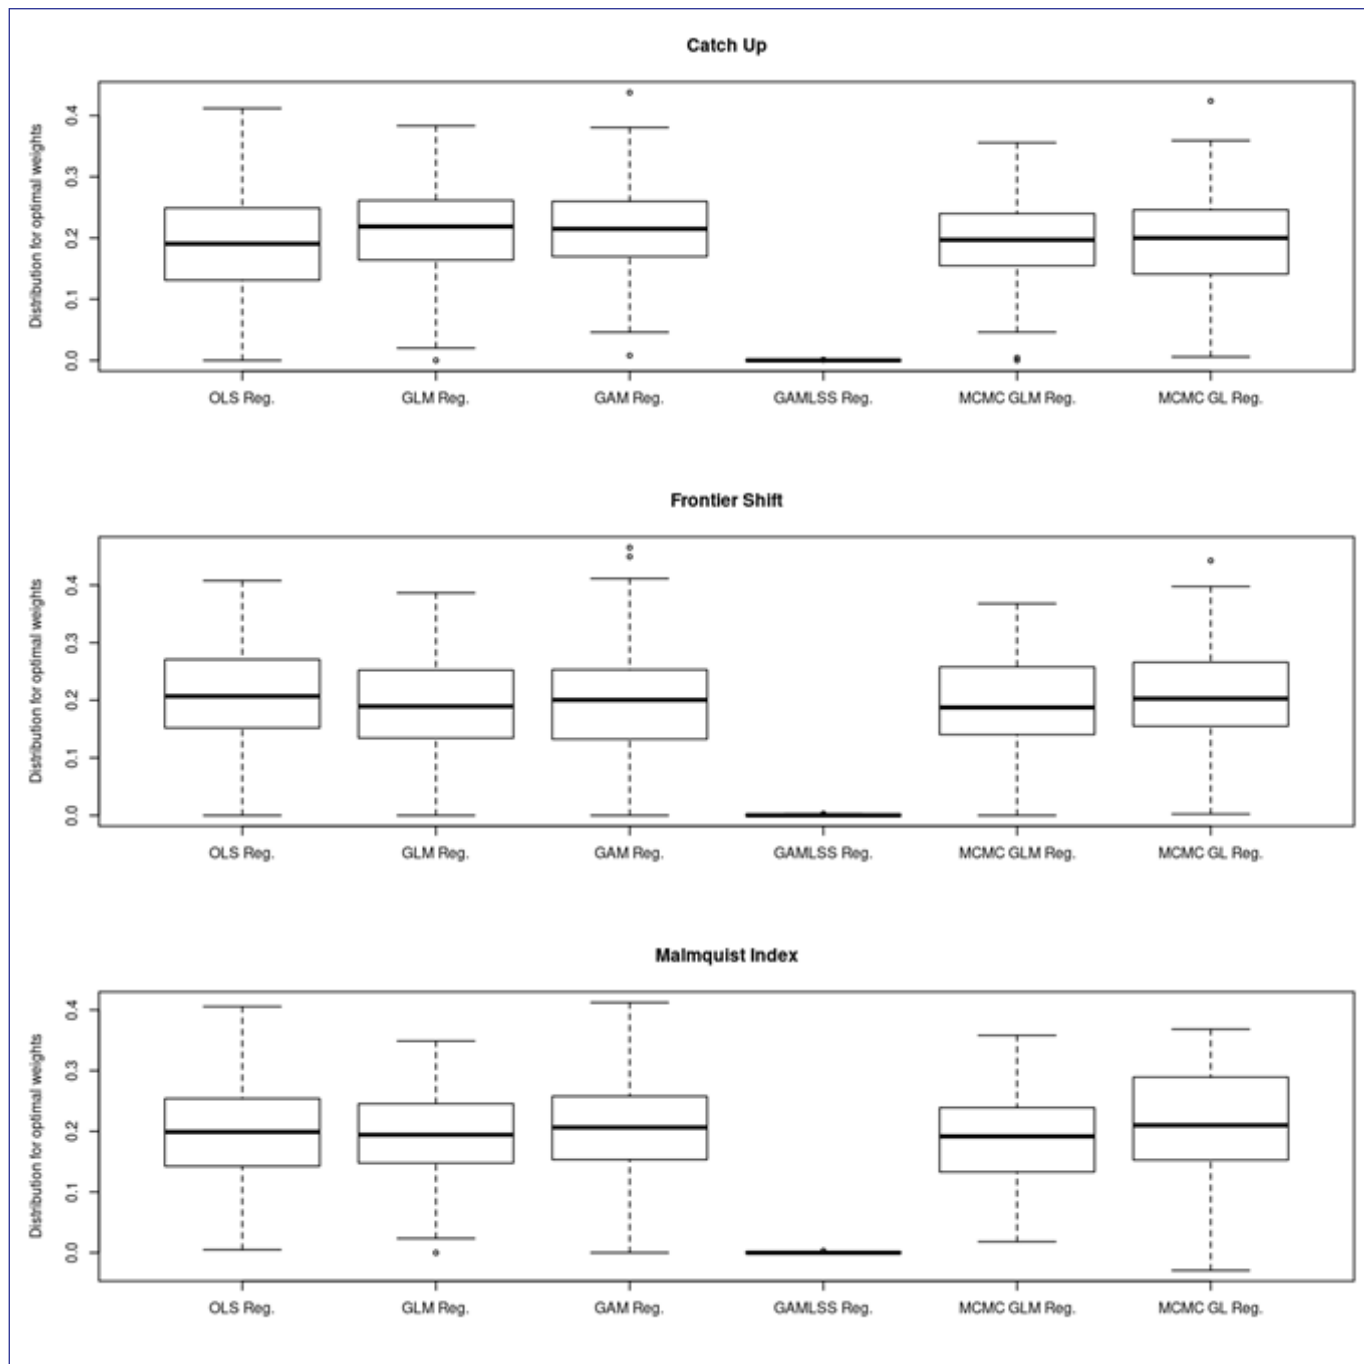 Catch Up
Distribution for optimal weights
0.4
0.3
0.2
0.1
0.0
OLS Reg. GLM Reg. GAM Reg. GAMLSS Reg. MCMC GLM Reg. MCMC GL Reg.
Frontier Shift
Distribution for optimal weights
0.4
0.3
0.2
0.1
0.0
OLS Reg. GLM Reg. GAM Reg. GAMLSS Reg. MCMC GLM Reg. MCMC GL Reg.
Malmquist Index
Distribution for optimal weights
0.4
0.3
0.2
0.1
0.0
OLS Reg. GLM Reg. GAM Reg. GAMLSS Reg. MCMC GLM Reg. MCMC GL Reg.